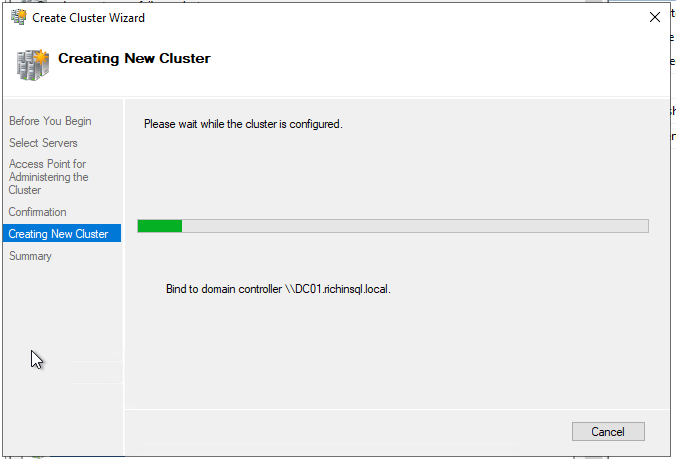 Create Cluster Wizard
Creating New Cluster
Before You Begin
Select Servers
Access Point for
Administering the
Cluster
Confirmation
Creating New Cluster
Summary
Please wait while the cluster is configured.
Bind to domain controller \\DC01.richinsql.local.
Cancel